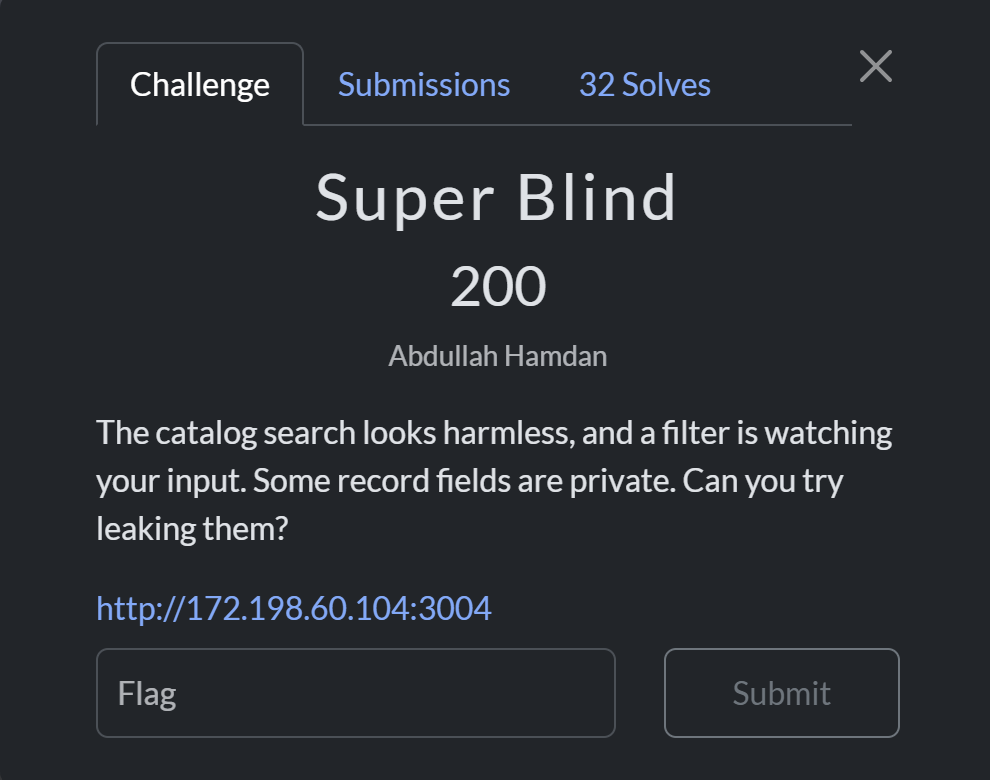 Challenge
Submissions
32 Solves
Super Blind
200
Abdullah Hamdan
The catalog search looks harmless, and a filter is watching
your input. Some record fields are private. Can you try
leaking them?
http://172.198.60.104:3004
Flag
Submit